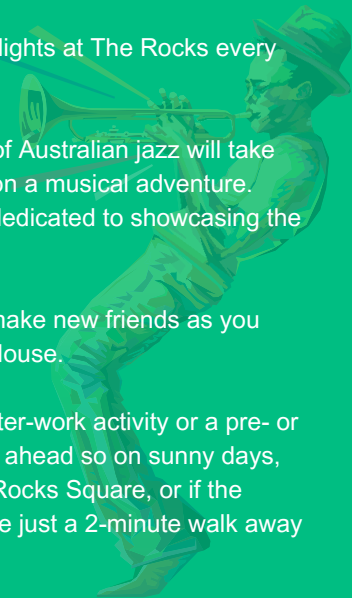 lights at The Rocks every
of Australian jazz will take
on a musical adventure.
dedicated to showcasing the
make new friends as you
House.
ter-work activity or a pre- or
ahead so on sunny days,
Rocks Square, or if the
e just a 2-minute walk away